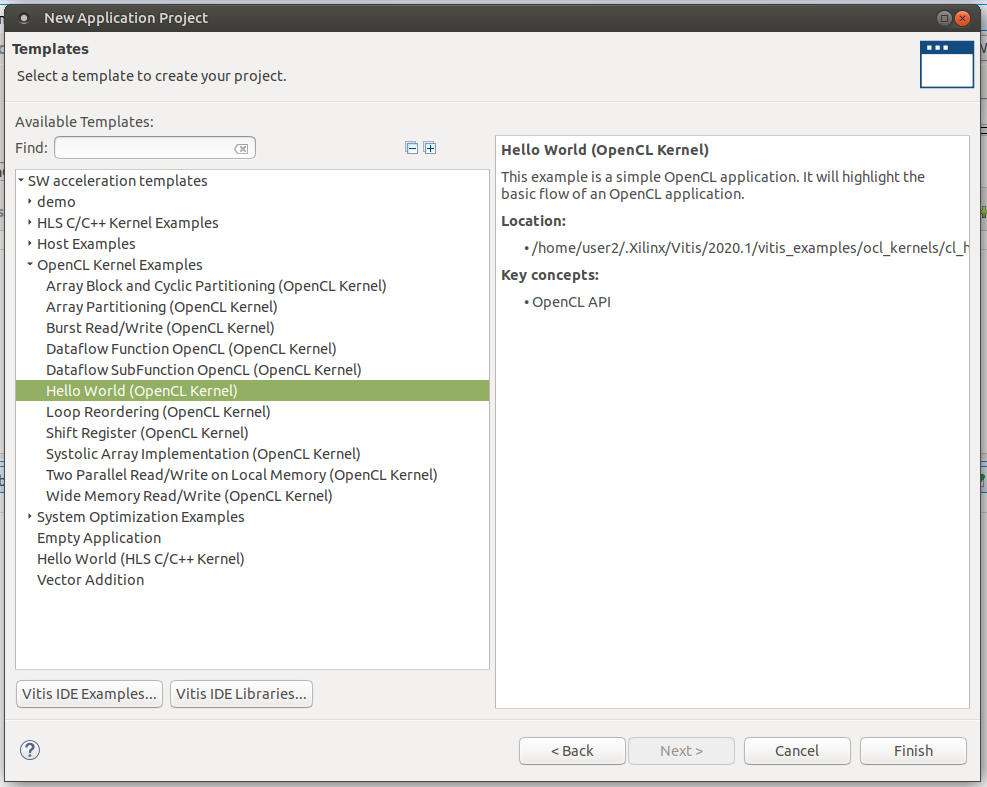 New Application Project
Templates
Select a template to create your project.
Available Templates:
Find:
SW acceleration templates
demo
HLS C/C++ Kernel Examples
Host Examples
OpenCL Kernel Examples
Array Block and Cyclic Partitioning (OpenCL Kernel)
Array Partitioning (OpenCL Kernel)
Burst Read/Write (OpenCL Kernel)
Dataflow Function OpenCL (OpenCL Kernel)
Dataflow SubFunction OpenCL (OpenCL Kernel)
Hello World (OpenCL Kernel)
Loop Reordering (OpenCL Kernel)
Shift Register (OpenCL Kernel)
Systolic Array Implementation (OpenCL Kernel)
Two Parallel Read/Write on Local Memory (OpenCL Kernel)
Wide Memory Read/Write (OpenCL Kernel)
System Optimization Examples
Empty Application
Hello World (HLS C/C++ Kernel)
Vector Addition
Vitis IDE Examples...
Vitis IDE Libraries...
Hello World (OpenCL Kernel)
This example is a simple OpenCL application. It will highlight the
basic flow of an OpenCL application.
Location:
• /home/user2/.Xilinx/Vitis/2020.1/vitis_examples/ocl_kernels/cl_h
Key concepts:
• OpenCL API
?
< Back
Next >
Cancel
Finish